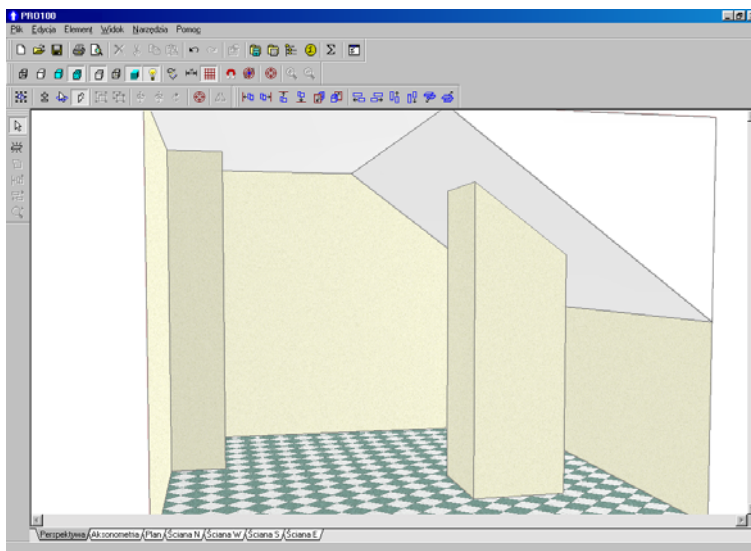 PRO100
Plik Edycja Element Widok Narzędzia Pomoc
Perspektywa Aksonometria Plan Ściana N Ściana W Ściana S Ściana E